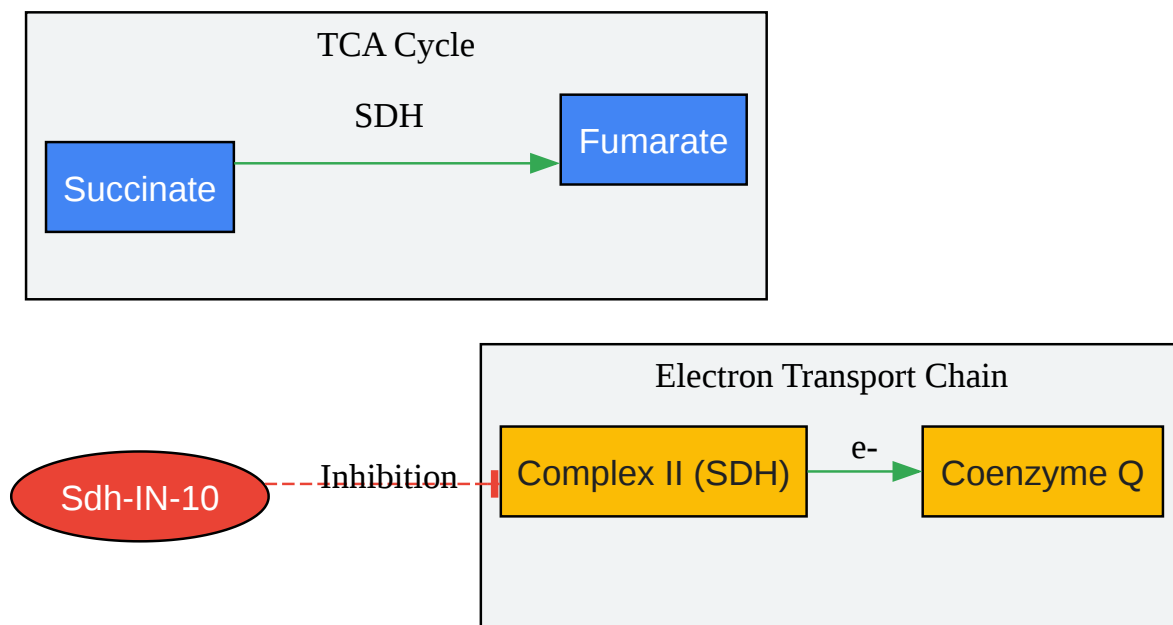 TCA Cycle
SDH
Fumarate
Succinate
Electron Transport Chain
e-
Sdh-IN-10
Inhibition
Complex II (SDH)
Coenzyme Q